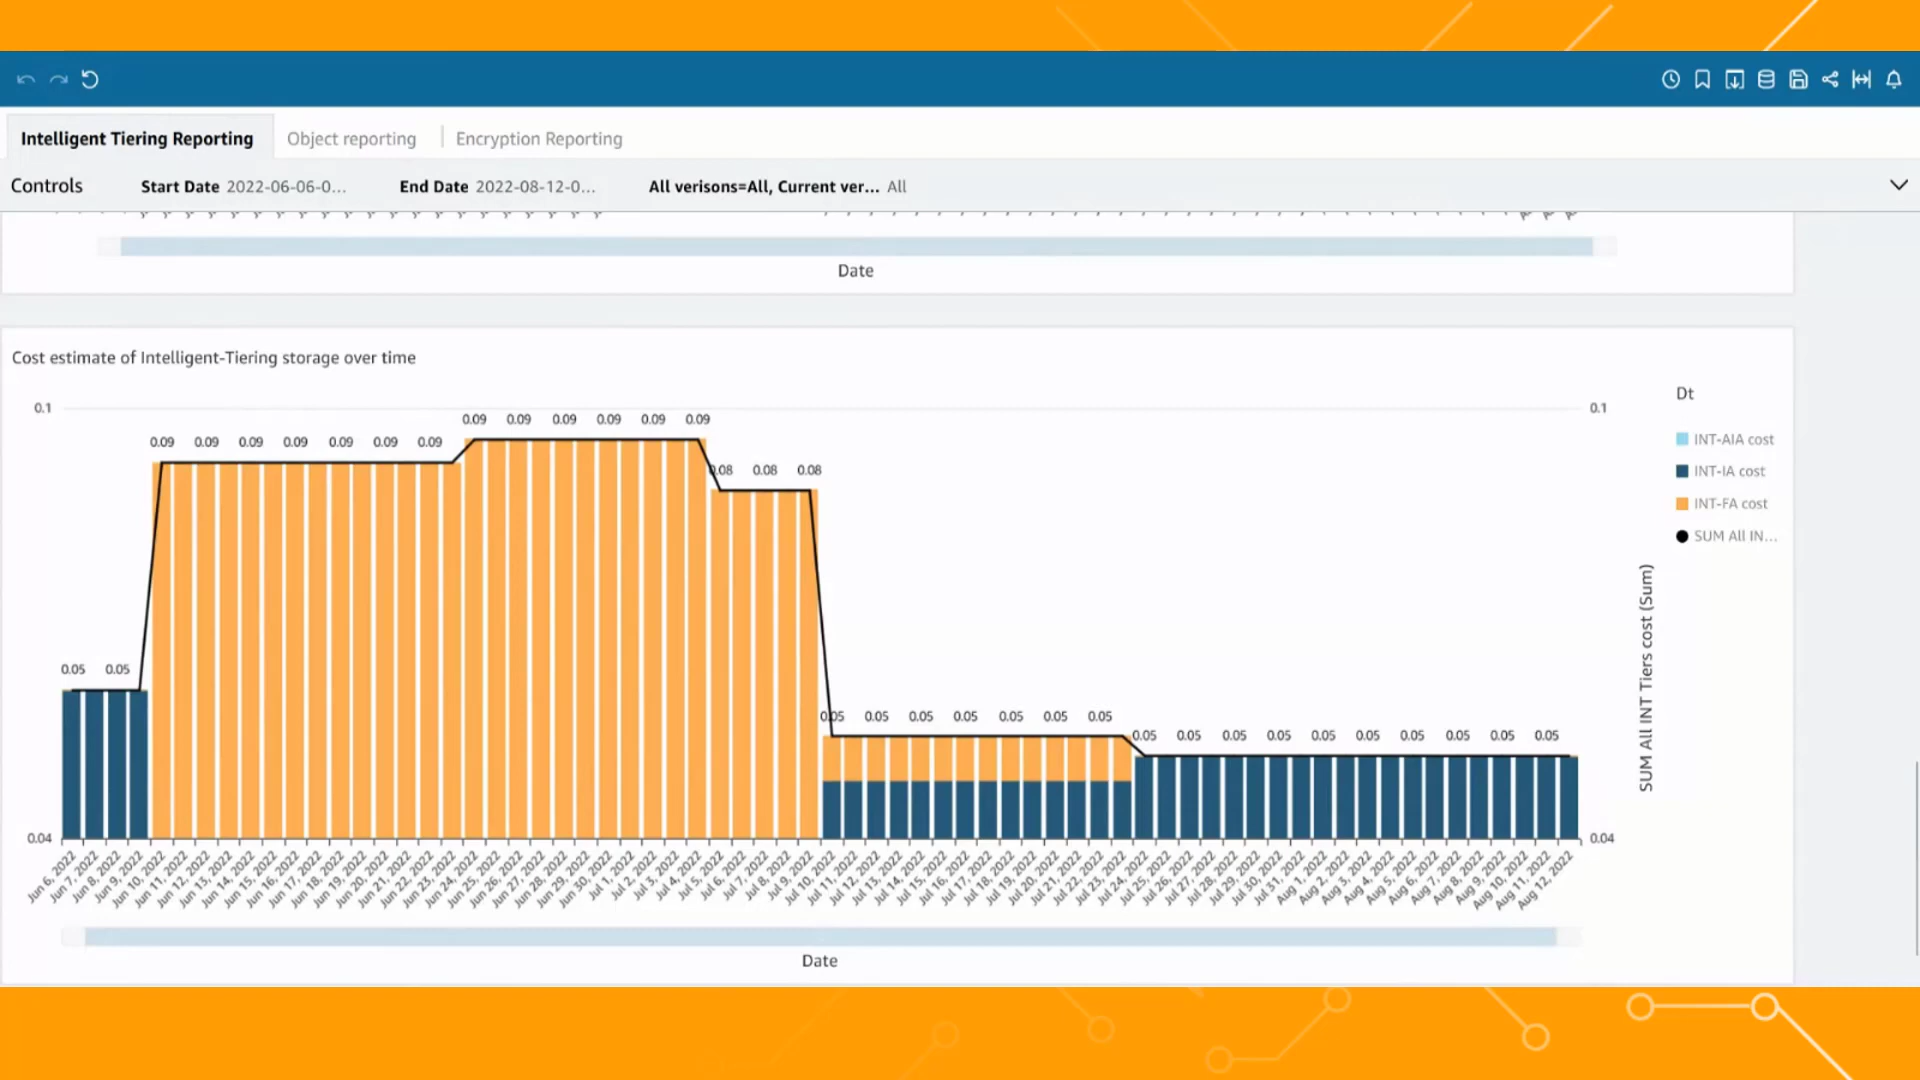 Intelligent Tiering Reporting Object reporting Encryption Reporting
Controls Start Date 2022-06-06-0... End Date 2022-08-12-0... All verisons=All, Current ver... All
Date
Cost estimate of Intelligent-Tiering storage over time
Dt
INT-AIA cost
INT-IA cost
INT-FA cost
SUM All IN...
0.1 0.1
0.09 0.09 0.09 0.09 0.09 0.09
0.09 0.09 0.09 0.09 0.09 0.09 0.09
0.08 0.08 0.08
0.05 0.05
0.05 0.05 0.05 0.05 0.05 0.05 0.05
0.05 0.05 0.05 0.05 0.05 0.05 0.05 0.05 0.05 0.05
SUM All INT Tiers cost (Sum)
0.04 0.04
Jun 6, 2022
Jun 7, 2022
Jun 8, 2022
Jun 9, 2022
Jun 10, 2022
Jun 11, 2022
Jun 12, 2022
Jun 13, 2022
Jun 14, 2022
Jun 15, 2022
Jun 16, 2022
Jun 17, 2022
Jun 18, 2022
Jun 19, 2022
Jun 20, 2022
Jun 21, 2022
Jun 22, 2022
Jun 23, 2022
Jun 24, 2022
Jun 25, 2022
Jun 26, 2022
Jun 27, 2022
Jun 28, 2022
Jun 29, 2022
Jun 30, 2022
Jul 1, 2022
Jul 2, 2022
Jul 3, 2022
Jul 4, 2022
Jul 5, 2022
Jul 6, 2022
Jul 7, 2022
Jul 8, 2022
Jul 9, 2022
Jul 10, 2022
Jul 11, 2022
Jul 12, 2022
Jul 13, 2022
Jul 14, 2022
Jul 15, 2022
Jul 16, 2022
Jul 17, 2022
Jul 18, 2022
Jul 19, 2022
Jul 20, 2022
Jul 21, 2022
Jul 22, 2022
Jul 23, 2022
Jul 24, 2022
Jul 25, 2022
Jul 26, 2022
Jul 27, 2022
Jul 28, 2022
Jul 29, 2022
Jul 30, 2022
Jul 31, 2022
Aug 1, 2022
Aug 2, 2022
Aug 3, 2022
Aug 4, 2022
Aug 5, 2022
Aug 6, 2022
Aug 7, 2022
Aug 8, 2022
Aug 9, 2022
Aug 10, 2022
Aug 11, 2022
Aug 12, 2022
Date